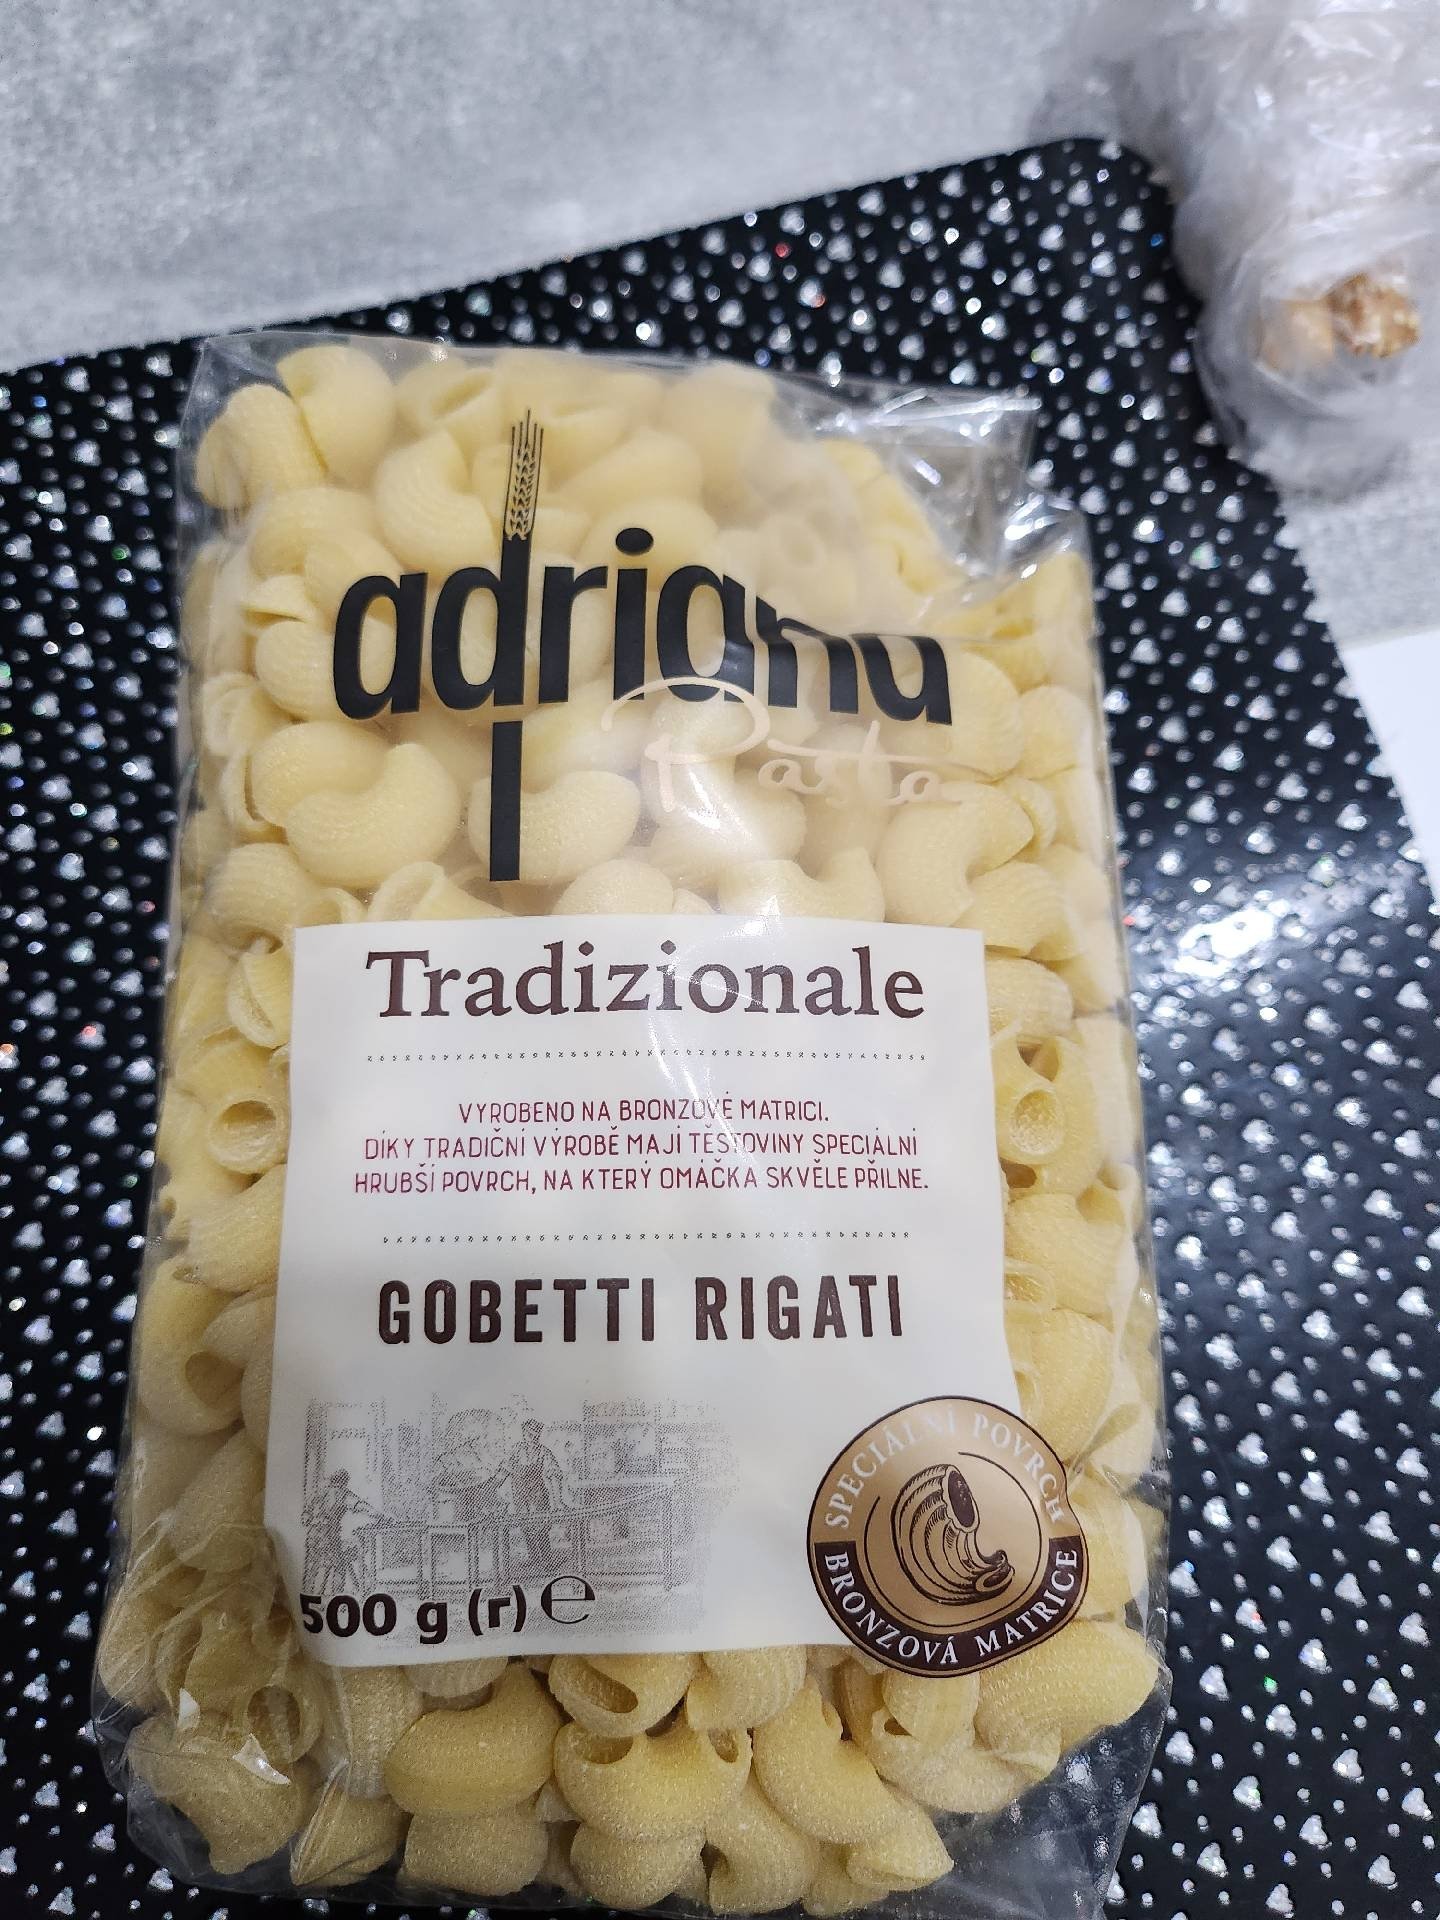 adriana
Pasta
Tradizionale
VYROBENO NA BRONZOVÉ MATRICI.
DÍKY TRADIČNÍ VÝROBĚ MAJÍ TĚSTOVINY SPECIÁLNÍ
HRUBŠÍ POVRCH, NA KTERÝ OMÁČKA SKVĚLE PŘILNE.
GOBETTI RIGATI
SPECIÁLNÍ POVRCH
BRONZOVÁ MATRICE
500 g (r) ℮